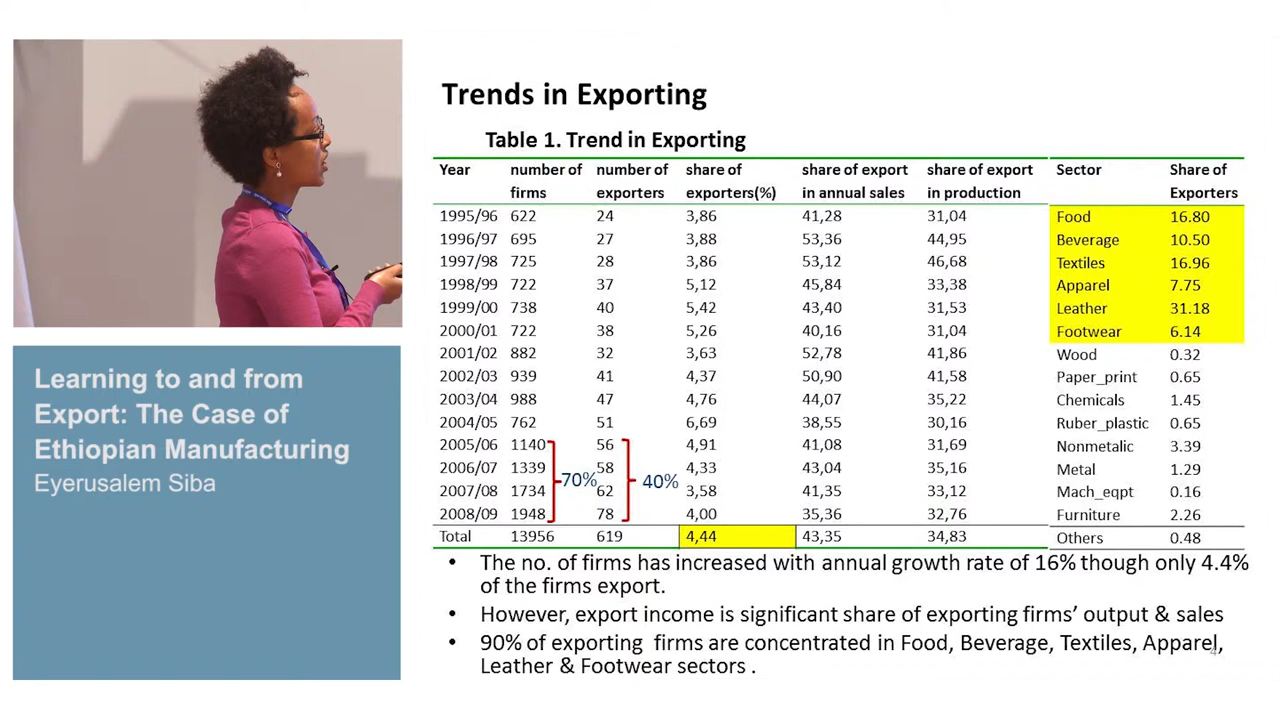 Trends in Exporting
Table 1. Trend in Exporting
Year number of firms number of exporters share of exporters(%) share of export in annual sales share of export in production
1995/96 622 24 3,86 41,28 31,04
1996/97 695 27 3,88 53,36 44,95
1997/98 725 28 3,86 53,12 46,68
1998/99 722 37 5,12 45,84 33,38
1999/00 738 40 5,42 43,40 31,53
2000/01 722 38 5,26 40,16 31,04
2001/02 882 32 3,63 52,78 41,86
2002/03 939 41 4,37 50,90 41,58
2003/04 988 47 4,76 44,07 35,22
2004/05 762 51 6,69 38,55 30,16
2005/06 1140 56 4,91 41,08 31,69
2006/07 1339 58 4,33 43,04 35,16
2007/08 1734 62 3,58 41,35 33,12
2008/09 1948 78 4,00 35,36 32,76
Total 13956 619 4,44 43,35 34,83
70%
40%
Sector Share of Exporters
Food 16.80
Beverage 10.50
Textiles 16.96
Apparel 7.75
Leather 31.18
Footwear 6.14
Wood 0.32
Paper_print 0.65
Chemicals 1.45
Ruber_plastic 0.65
Nonmetalic 3.39
Metal 1.29
Mach_eqpt 0.16
Furniture 2.26
Others 0.48
• The no. of firms has increased with annual growth rate of 16% though only 4.4%
of the firms export.
• However, export income is significant share of exporting firms' output & sales
• 90% of exporting firms are concentrated in Food, Beverage, Textiles, Apparel,
Leather & Footwear sectors .
4
Learning to and from
Export: The Case of
Ethiopian Manufacturing
Eyerusalem Siba